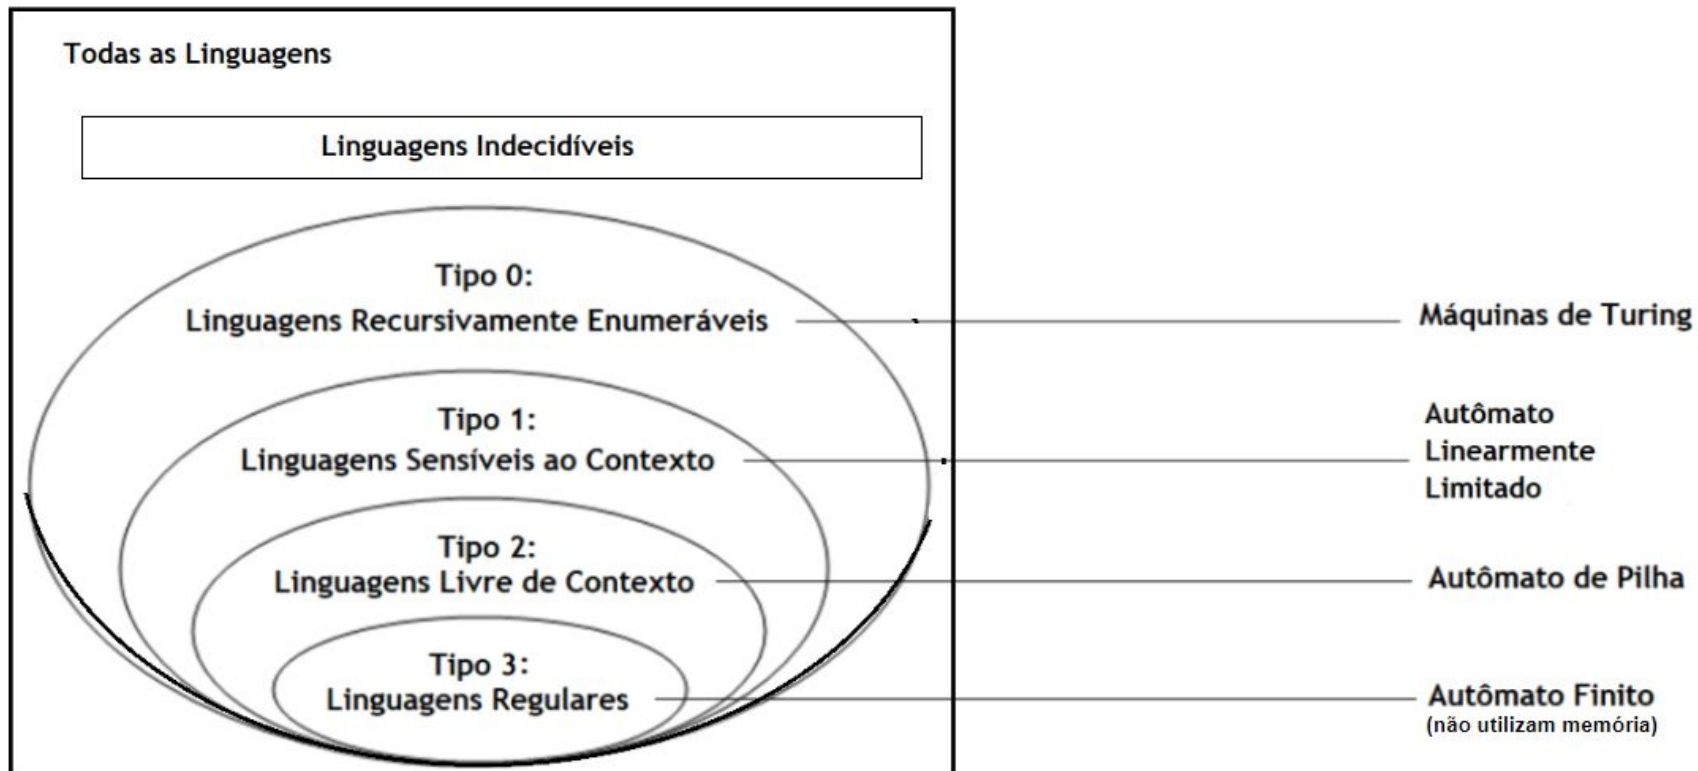 Todas as Linguagens
Linguagens Indecidíveis
Tipo 0:
Linguagens Recursivamente Enumeráveis
Máquinas de Turing
Tipo 1:
Linguagens Sensíveis ao Contexto
Autômato
Linearmente
Limitado
Tipo 2:
Linguagens Livre de Contexto
Autômato de Pilha
Tipo 3:
Linguagens Regulares
Autômato Finito
(não utilizam memória)